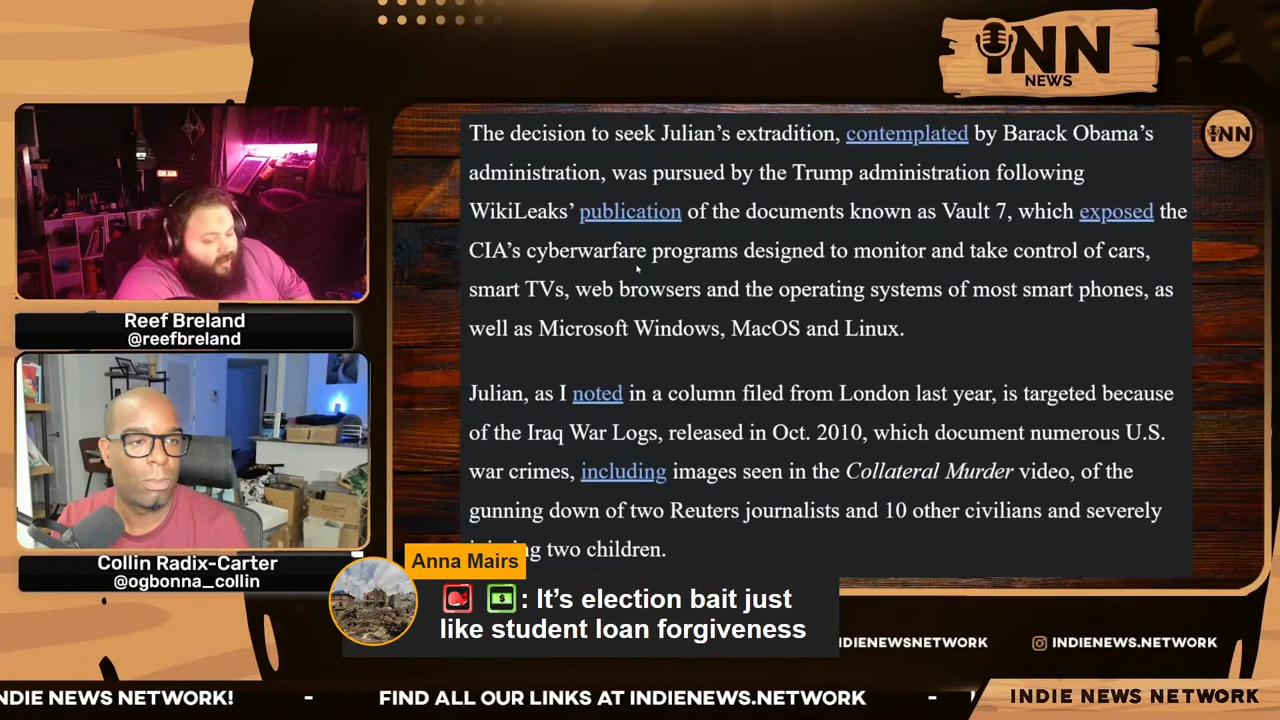 INN
NEWS
INN
ON AIR
The decision to seek Julian’s extradition, contemplated by Barack Obama’s
administration, was pursued by the Trump administration following
WikiLeaks’ publication of the documents known as Vault 7, which exposed the
CIA’s cyberwarfare programs designed to monitor and take control of cars,
smart TVs, web browsers and the operating systems of most smart phones, as
well as Microsoft Windows, MacOS and Linux.
Julian, as I noted in a column filed from London last year, is targeted because
of the Iraq War Logs, released in Oct. 2010, which document numerous U.S.
war crimes, including images seen in the Collateral Murder video, of the
gunning down of two Reuters journalists and 10 other civilians and severely
two children.
Reef Breland
@reefbreland
Collin Radix-Carter
@ogbonna_collin
Anna Mairs
: It’s election bait just
like student loan forgiveness
DIENEWSNETWORK
INDIENEWS.NETWORK
NDIE NEWS NETWORK! - FIND ALL OUR LINKS AT INDIENEWS.NETWORK -
INDIE NEWS NETWORK